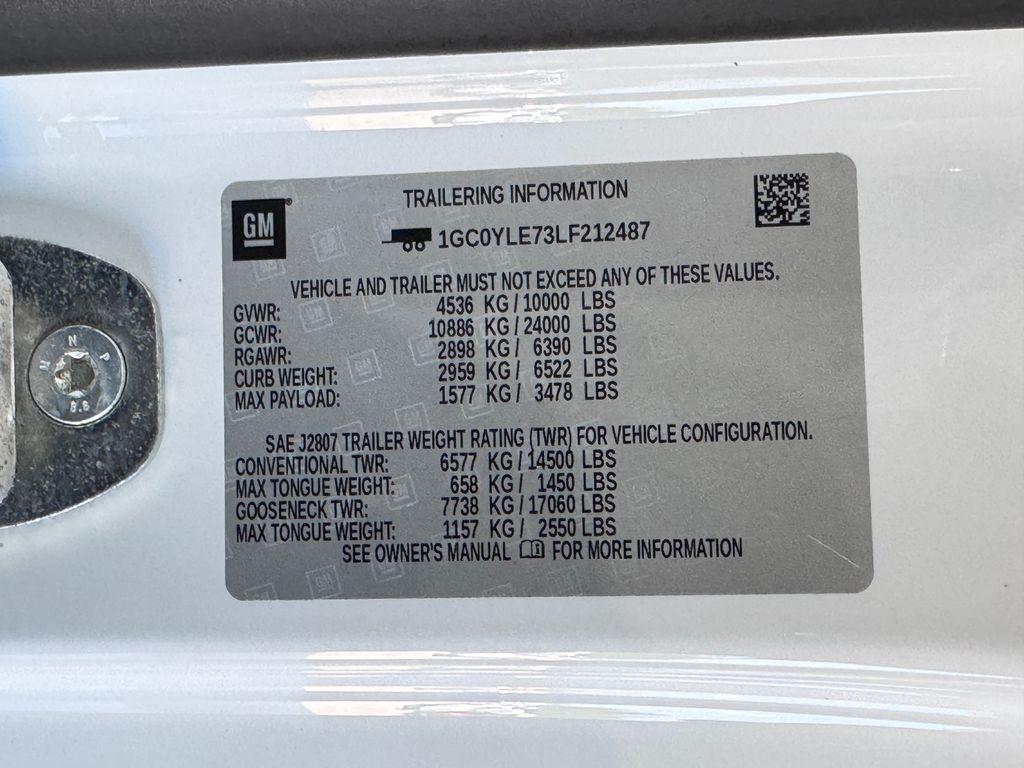 TRAILERING INFORMATION
GM®
1GC0YLE73LF212487
VEHICLE AND TRAILER MUST NOT EXCEED ANY OF THESE VALUES.
GVWR: 4536 KG / 10000 LBS
GCWR: 10886 KG / 24000 LBS
RGAWR: 2898 KG / 6390 LBS
CURB WEIGHT: 2959 KG / 6522 LBS
MAX PAYLOAD: 1577 KG / 3478 LBS
SAE J2807 TRAILER WEIGHT RATING (TWR) FOR VEHICLE CONFIGURATION.
CONVENTIONAL TWR: 6577 KG / 14500 LBS
MAX TONGUE WEIGHT: 658 KG / 1450 LBS
GOOSENECK TWR: 7738 KG / 17060 LBS
MAX TONGUE WEIGHT: 1157 KG / 2550 LBS
SEE OWNER'S MANUAL FOR MORE INFORMATION
N P
8.8